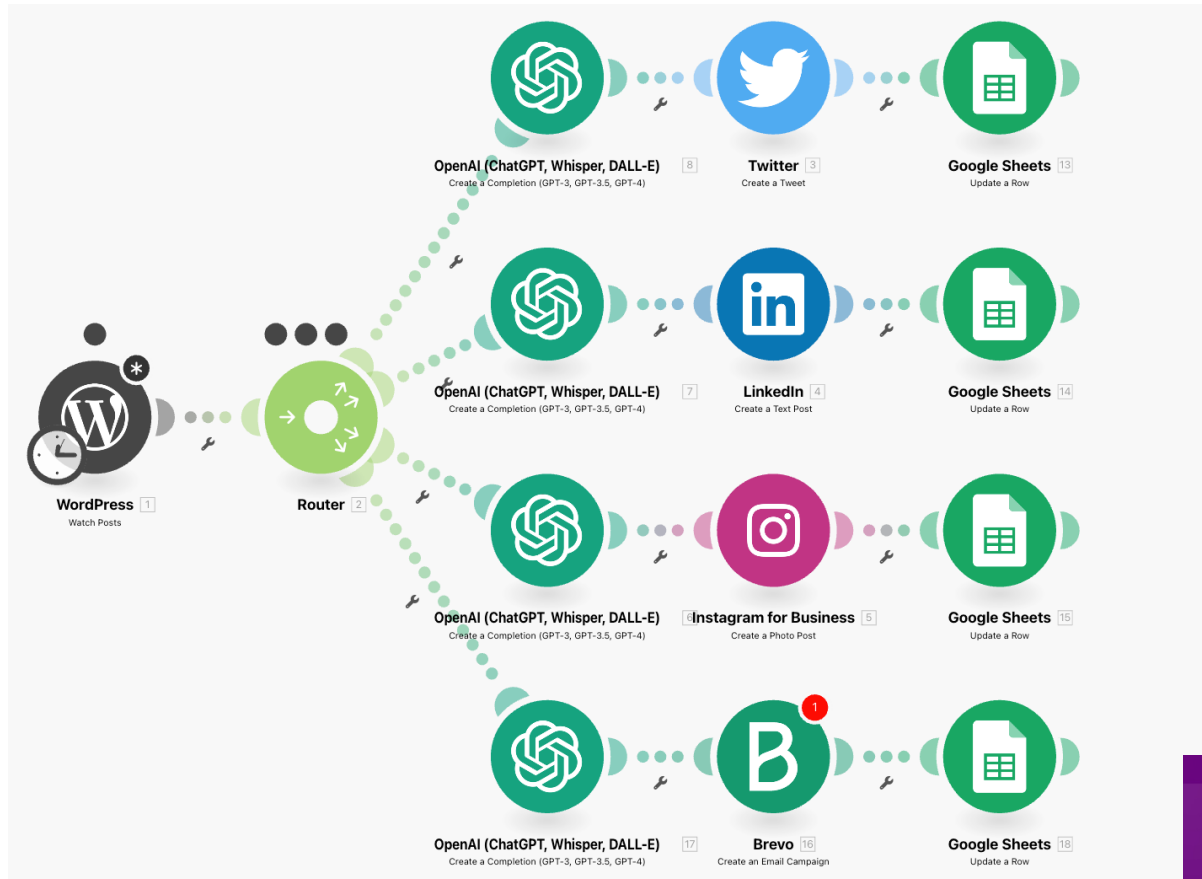 OpenAI (ChatGPT, Whisper, DALL-E) 8
Create a Completion (GPT-3, GPT-3.5, GPT-4)
Twitter 3
Create a Tweet
Google Sheets 13
Update a Row
OpenAI (ChatGPT, Whisper, DALL-E) 7
Create a Completion (GPT-3, GPT-3.5, GPT-4)
in
LinkedIn 4
Create a Text Post
Google Sheets 14
Update a Row
W
WordPress 1
Watch Posts
Router 2
OpenAI (ChatGPT, Whisper, DALL-E) 6
Create a Completion (GPT-3, GPT-3.5, GPT-4)
Instagram for Business 5
Create a Photo Post
Google Sheets 15
Update a Row
1
B
OpenAI (ChatGPT, Whisper, DALL-E) 17
Create a Completion (GPT-3, GPT-3.5, GPT-4)
Brevo 16
Create an Email Campaign
Google Sheets 18
Update a Row